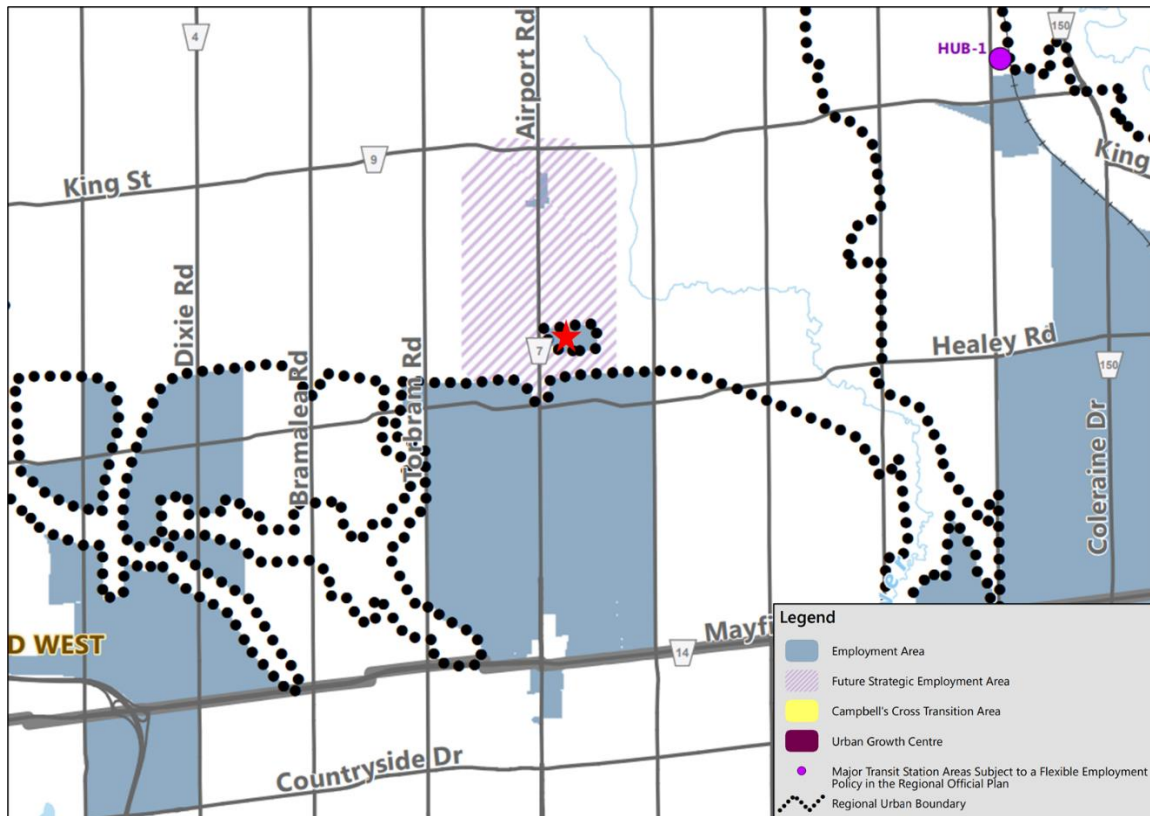 4
Airport Rd
150
HUB-1
9
King St
King
Dixie Rd
7
Healey Rd
150
Bramalea Rd
Torbram Rd
Coleraine Dr
ver
D WEST
Mayfi
14
Countryside Dr
Legend
Employment Area
Future Strategic Employment Area
Campbell's Cross Transition Area
Urban Growth Centre
Major Transit Station Areas Subject to a Flexible Employment
Policy in the Regional Official Plan
Regional Urban Boundary